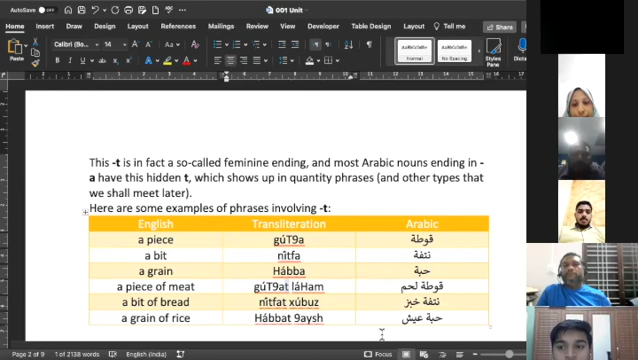 AutoSave
001 Unit
Home Insert Draw Design Layout References Mailings Review View Developer Table Design Layout Tell me
Paste
Calibri (Bo... 14
AaBbCcDdEe AaBbCcDdEe
Normal No Spacing
Styles Pane
This -t is in fact a so-called feminine ending, and most Arabic nouns ending in -
a have this hidden t, which shows up in quantity phrases (and other types that
we shall meet later).
Here are some examples of phrases involving -t:
English Transliteration Arabic
a piece gúT9a قوطة
a bit nîtfa نتفة
a grain Hábba حبة
a piece of meat gúT9at láHam قوطة لحم
a bit of bread nîtfat xúbuz نتفة خبز
a grain of rice Hábbat 9aysh حبة عيش
Page 2 of 9 1 of 2138 words English (India) Focus